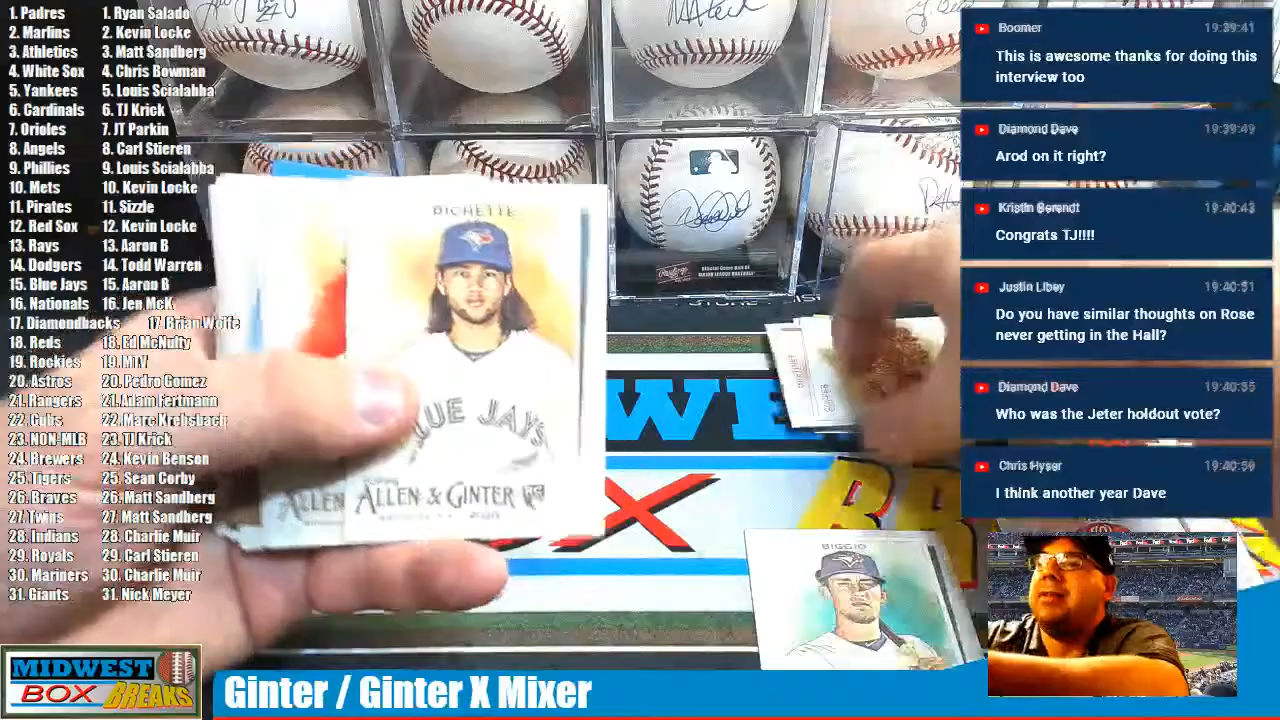 1. Padres 1. Ryan Salado
2. Marlins 2. Kevin Locke
3. Athletics 3. Matt Sandberg
4. White Sox 4. Chris Bowman
5. Yankees 5. Louis Scialabba
6. Cardinals 6. TJ Krick
7. Orioles 7. JT Parkin
8. Angels 8. Carl Stieren
9. Phillies 9. Louis Scialabba
10. Mets 10. Kevin Locke
11. Pirates 11. Sizzle
12. Red Sox 12. Kevin Locke
13. Rays 13. Aaron B
14. Dodgers 14. Todd Warren
15. Blue Jays 15. Aaron B
16. Nationals 16. Jen McK
17. Diamondbacks 17. Brian Wolfe
18. Reds 18. Ed McNulty
19. Rockies 19. MTV
20. Astros 20. Pedro Gomez
21. Rangers 21. Adam Fertmann
22. Cubs 22. Marc Krehsbach
23. NON-MLB 23. TJ Krick
24. Brewers 24. Kevin Benson
25. Tigers 25. Sean Corby
26. Braves 26. Matt Sandberg
27. Twins 27. Matt Sandberg
28. Indians 28. Charlie Muir
29. Royals 29. Carl Stieren
30. Mariners 30. Charlie Muir
31. Giants 31. Nick Meyer
BICHETTE
BLUE JAYS
ALLEN
ALLEN & GINTER
BIGGIO
WE
X
Rawlings
Boomer 19:39:41
This is awesome thanks for doing this
interview too
Diamond Dave 19:39:49
Arod on it right?
Kristin Berendt 19:40:43
Congrats TJ!!!!
Justin Libey 19:40:51
Do you have similar thoughts on Rose
never getting in the Hall?
Diamond Dave 19:40:55
Who was the Jeter holdout vote?
Chris Hyser 19:40:59
I think another year Dave
MIDWEST
BOX BREAKS
Ginter / Ginter X Mixer